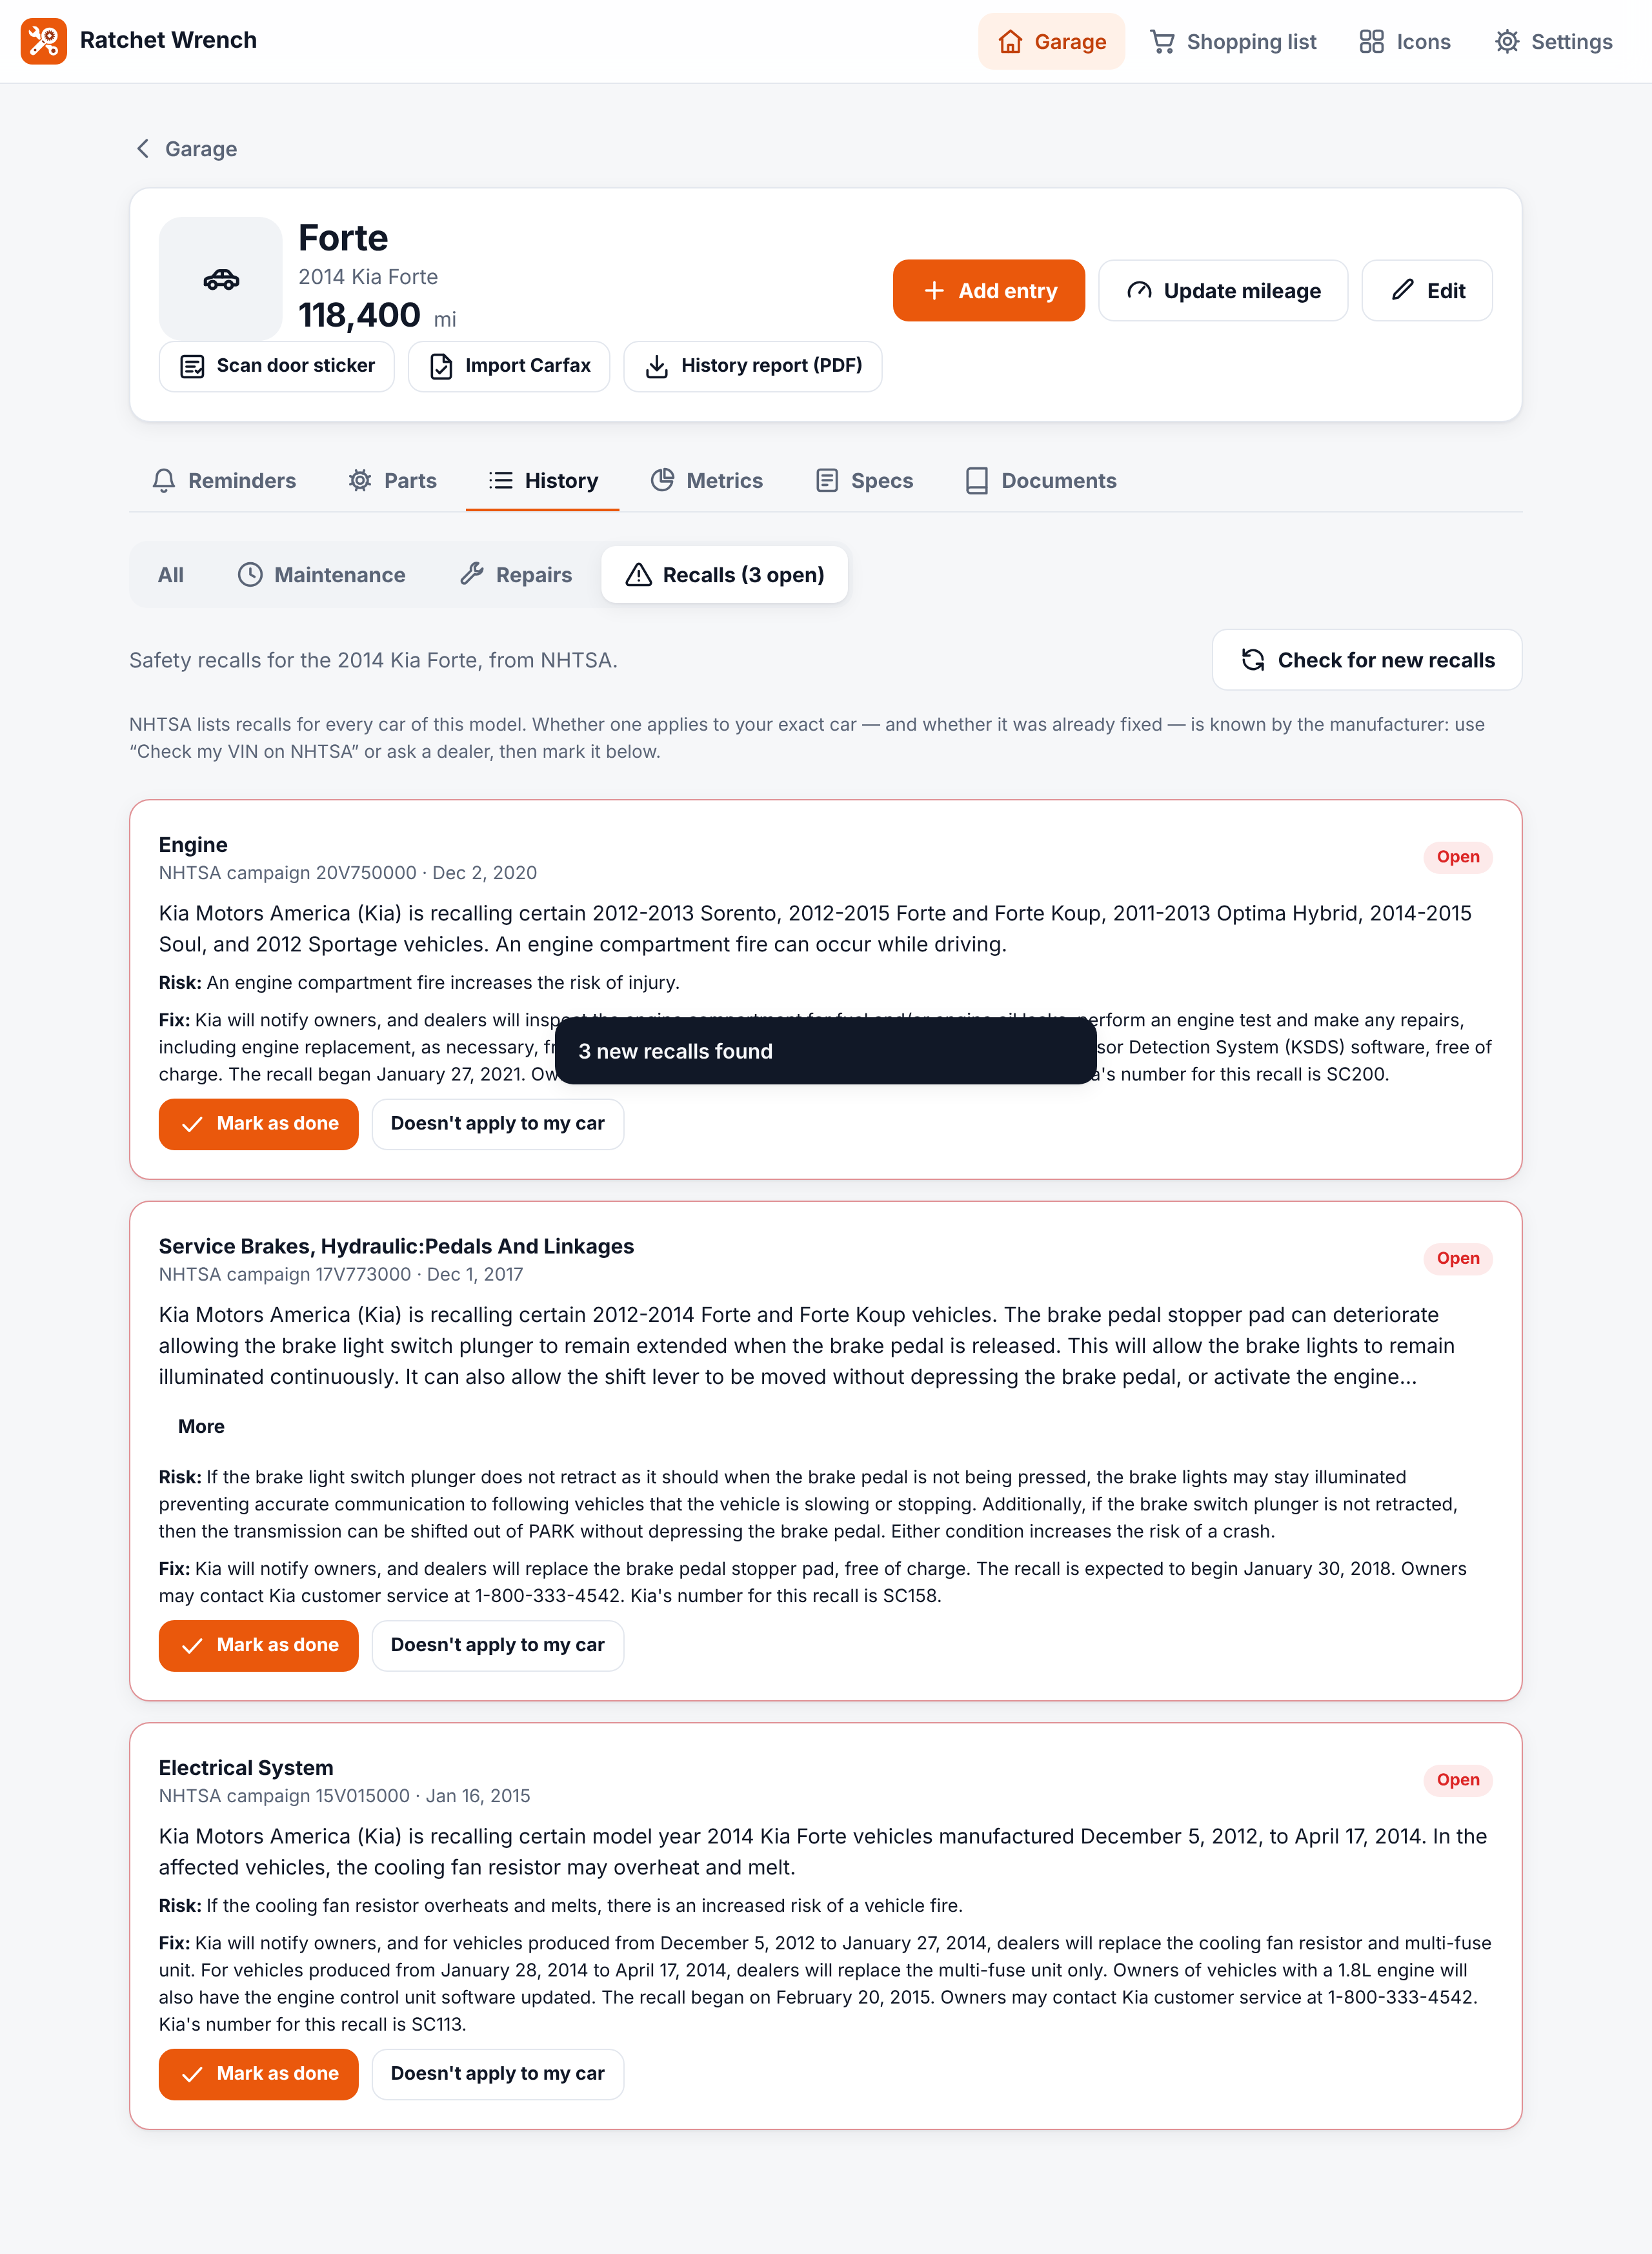 Ratchet Wrench
Garage
Shopping list
Icons
Settings
Garage
Forte
2014 Kia Forte
118,400 mi
Add entry
Update mileage
Edit
Scan door sticker
Import Carfax
History report (PDF)
Reminders
Parts
History
Metrics
Specs
Documents
All
Maintenance
Repairs
Recalls (3 open)
Safety recalls for the 2014 Kia Forte, from NHTSA.
Check for new recalls
NHTSA lists recalls for every car of this model. Whether one applies to your exact car — and whether it was already fixed — is known by the manufacturer: use
“Check my VIN on NHTSA” or ask a dealer, then mark it below.
Engine
NHTSA campaign 20V750000 · Dec 2, 2020
Open
Kia Motors America (Kia) is recalling certain 2012-2013 Sorento, 2012-2015 Forte and Forte Koup, 2011-2013 Optima Hybrid, 2014-2015
Soul, and 2012 Sportage vehicles. An engine compartment fire can occur while driving.
Risk: An engine compartment fire increases the risk of injury.
Fix: Kia will notify owners, and dealers will perform an engine test and make any repairs,
including engine replacement, as necessary, Detection System (KSDS) software, free of
charge. The recall began January 27, 2021. number for this recall is SC200.
3 new recalls found
Mark as done
Doesn't apply to my car
Service Brakes, Hydraulic:Pedals And Linkages
NHTSA campaign 17V773000 · Dec 1, 2017
Open
Kia Motors America (Kia) is recalling certain 2012-2014 Forte and Forte Koup vehicles. The brake pedal stopper pad can deteriorate
allowing the brake light switch plunger to remain extended when the brake pedal is released. This will allow the brake lights to remain
illuminated continuously. It can also allow the shift lever to be moved without depressing the brake pedal, or activate the engine...
More
Risk: If the brake light switch plunger does not retract as it should when the brake pedal is not being pressed, the brake lights may stay illuminated
preventing accurate communication to following vehicles that the vehicle is slowing or stopping. Additionally, if the brake switch plunger is not retracted,
then the transmission can be shifted out of PARK without depressing the brake pedal. Either condition increases the risk of a crash.
Fix: Kia will notify owners, and dealers will replace the brake pedal stopper pad, free of charge. The recall is expected to begin January 30, 2018. Owners
may contact Kia customer service at 1-800-333-4542. Kia's number for this recall is SC158.
Mark as done
Doesn't apply to my car
Electrical System
NHTSA campaign 15V015000 · Jan 16, 2015
Open
Kia Motors America (Kia) is recalling certain model year 2014 Kia Forte vehicles manufactured December 5, 2012, to April 17, 2014. In the
affected vehicles, the cooling fan resistor may overheat and melt.
Risk: If the cooling fan resistor overheats and melts, there is an increased risk of a vehicle fire.
Fix: Kia will notify owners, and for vehicles produced from December 5, 2012 to January 27, 2014, dealers will replace the cooling fan resistor and multi-fuse
unit. For vehicles produced from January 28, 2014 to April 17, 2014, dealers will replace the multi-fuse unit only. Owners of vehicles with a 1.8L engine will
also have the engine control unit software updated. The recall began on February 20, 2015. Owners may contact Kia customer service at 1-800-333-4542.
Kia's number for this recall is SC113.
Mark as done
Doesn't apply to my car